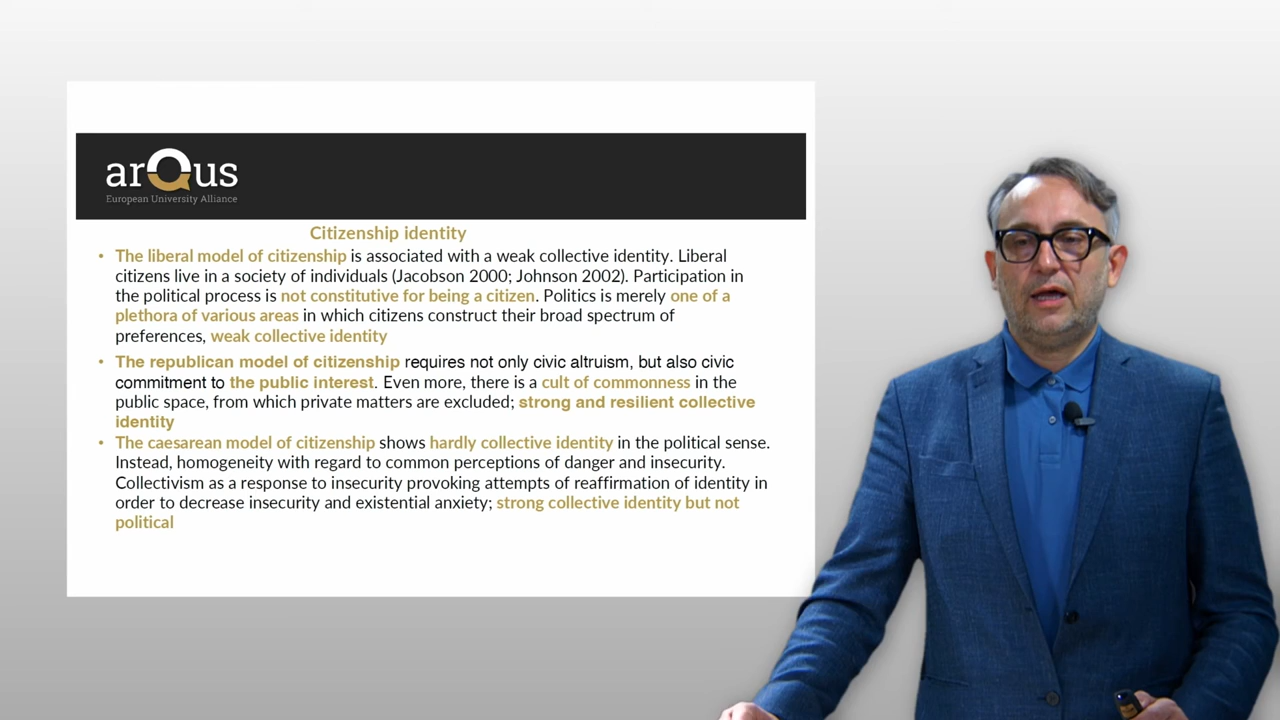 arQus
European University Alliance
Citizenship identity
• The liberal model of citizenship is associated with a weak collective identity. Liberal
citizens live in a society of individuals (Jacobson 2000; Johnson 2002). Participation in
the political process is not constitutive for being a citizen. Politics is merely one of a
plethora of various areas in which citizens construct their broad spectrum of
preferences, weak collective identity
• The republican model of citizenship requires not only civic altruism, but also civic
commitment to the public interest. Even more, there is a cult of commonness in the
public space, from which private matters are excluded; strong and resilient collective
identity
• The caesarean model of citizenship shows hardly collective identity in the political sense.
Instead, homogeneity with regard to common perceptions of danger and insecurity.
Collectivism as a response to insecurity provoking attempts of reaffirmation of identity in
order to decrease insecurity and existential anxiety; strong collective identity but not
political